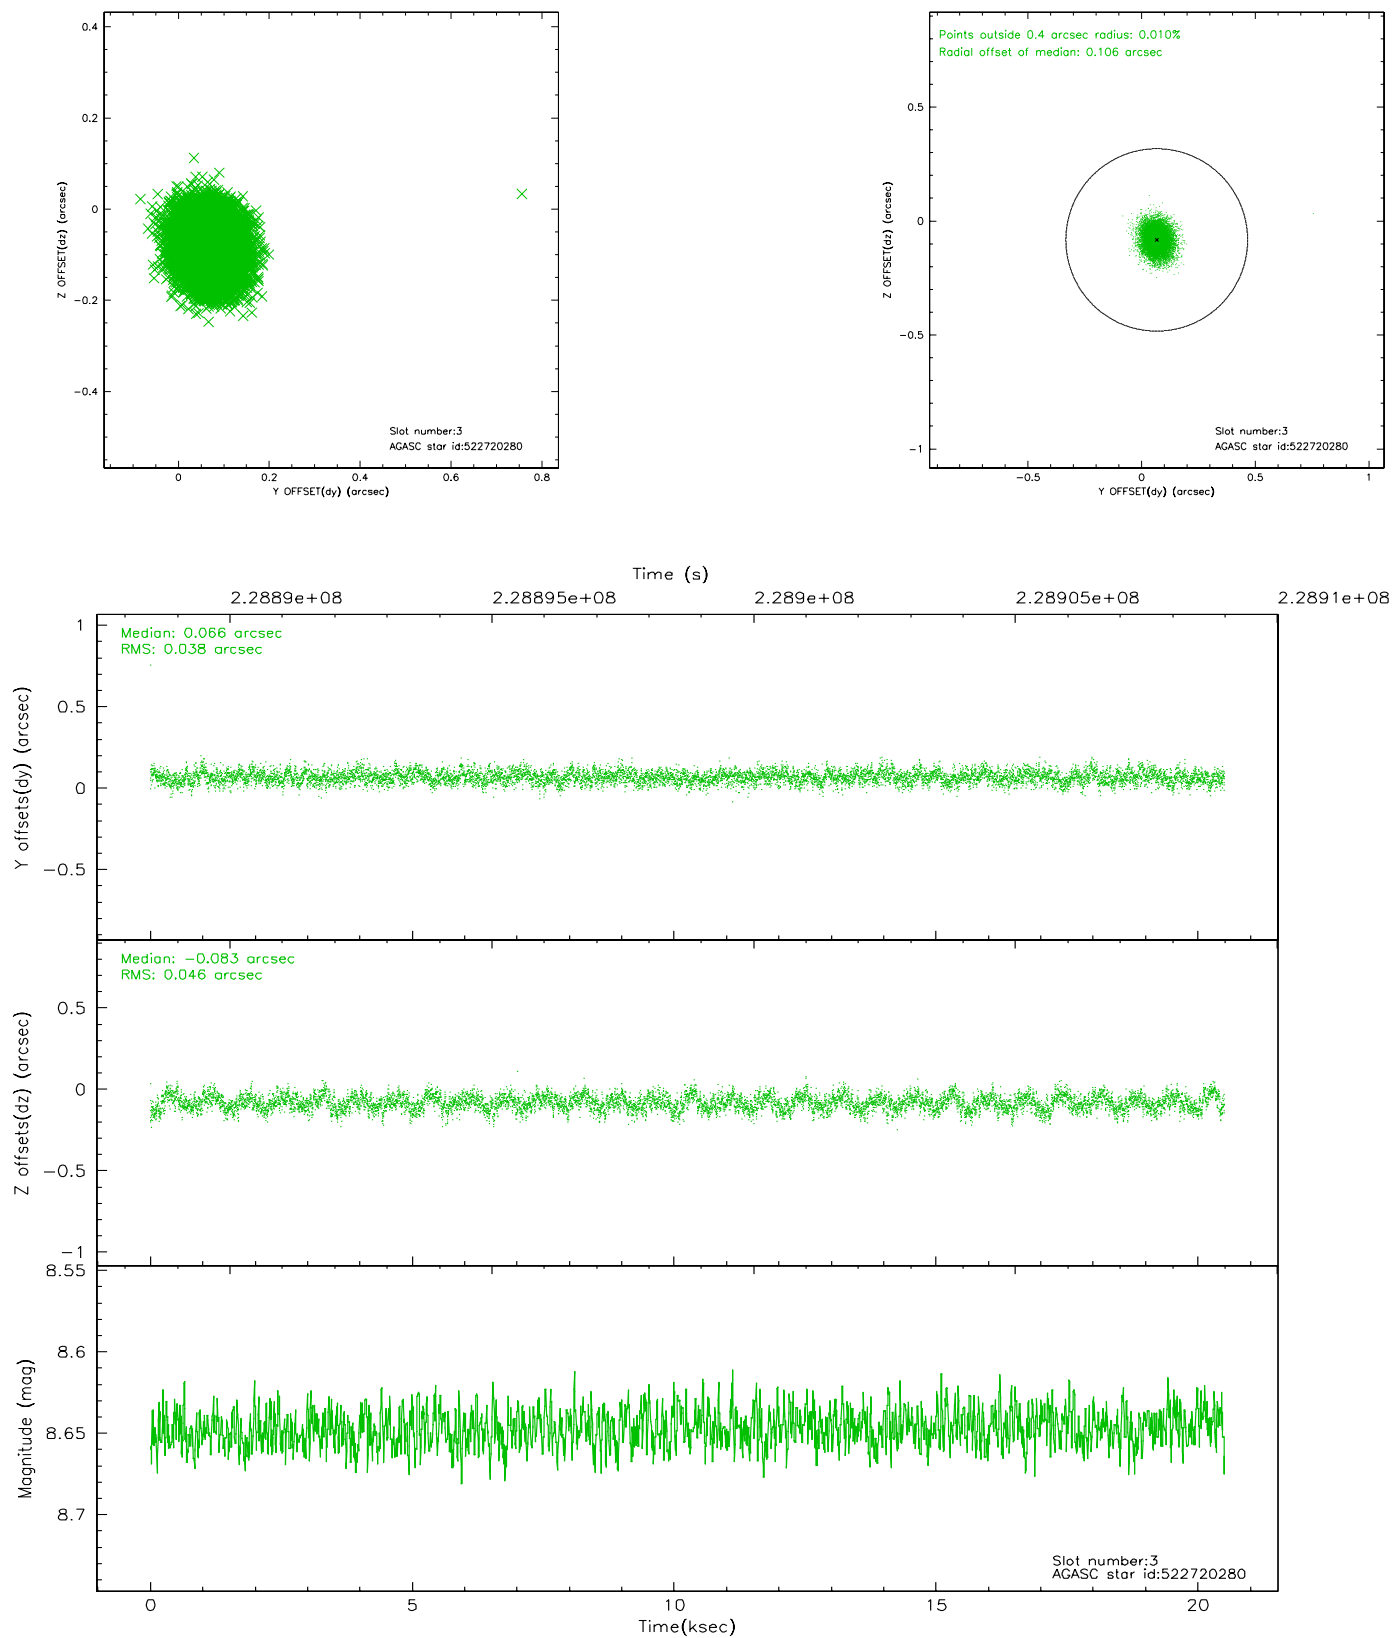 0.4
0.2
0
−0.2
−0.4
Z OFFSET(dz) (arcsec)
0
0.2
0.4
0.6
0.8
Y OFFSET(dy) (arcsec)
Slot number:3
AGASC star id:522720280
Points outside 0.4 arcsec radius: 0.010%
Radial offset of median: 0.106 arcsec
0.5
0
−0.5
−1
Z OFFSET(dz) (arcsec)
−0.5
0
0.5
1
Y OFFSET(dy) (arcsec)
Slot number:3
AGASC star id:522720280
Time (s)
2.2889e+08
2.28895e+08
2.289e+08
2.28905e+08
2.2891e+08
Median: 0.066 arcsec
RMS: 0.038 arcsec
1
0.5
0
−0.5
Y offsets(dy) (arcsec)
Median: −0.083 arcsec
RMS: 0.046 arcsec
0.5
0
−0.5
−1
Z offsets(dz) (arcsec)
8.55
8.6
8.65
8.7
Magnitude (mag)
Slot number:3
AGASC star id:522720280
0
5
10
15
20
Time(ksec)